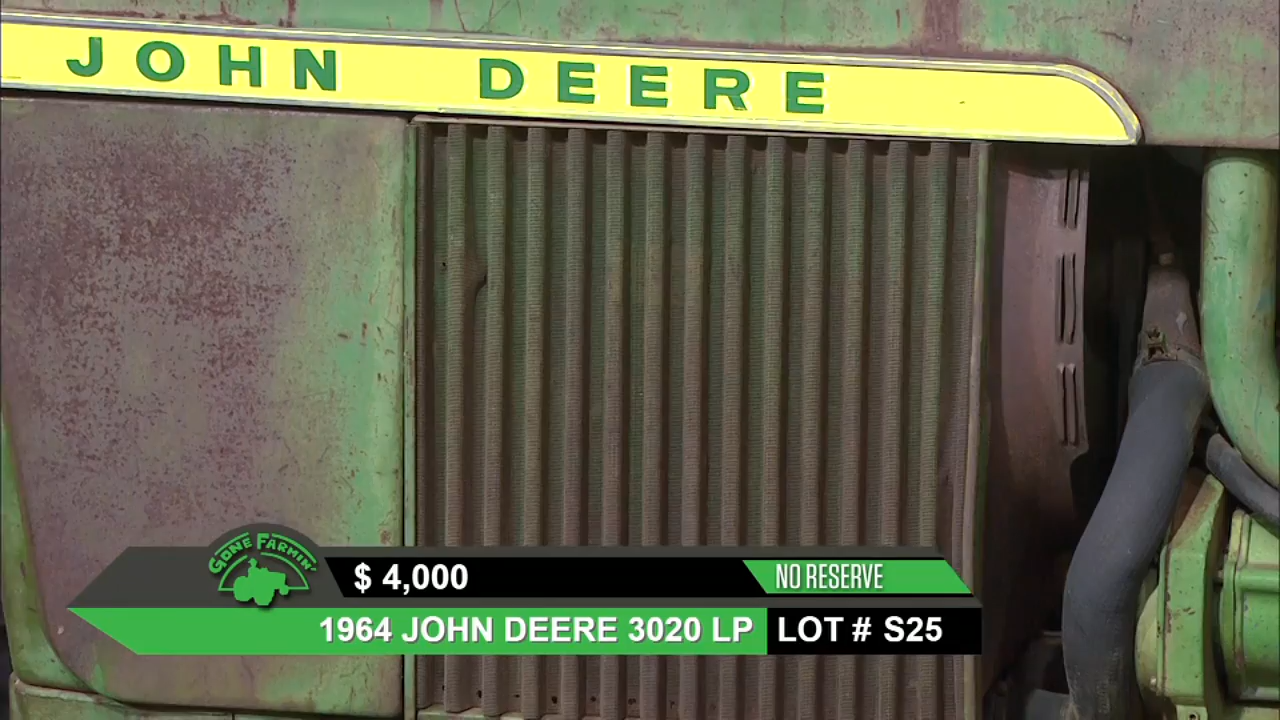 JOHN DEERE
GONE FARMIN'
$ 4,000
NO RESERVE
1964 JOHN DEERE 3020 LP
LOT # S25